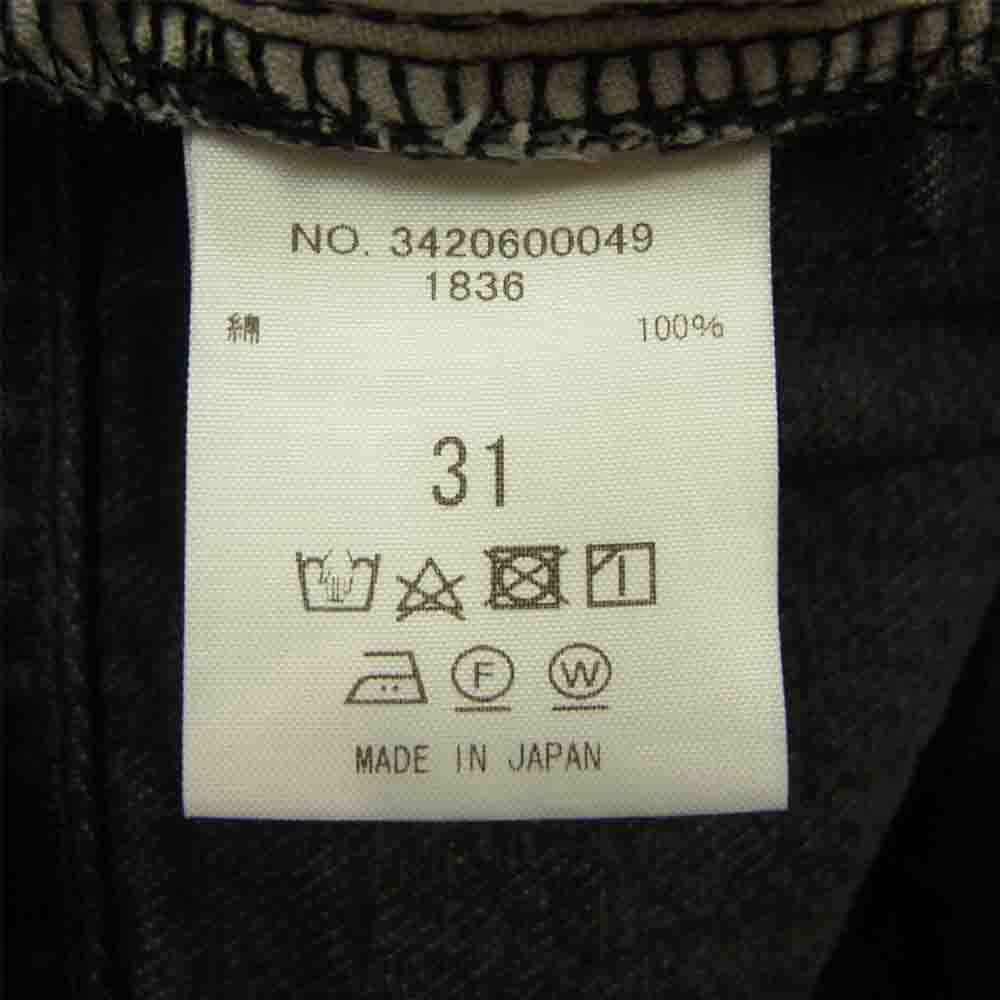 NO. 3420600049
1836
綿 100%
31
F W
MADE IN JAPAN